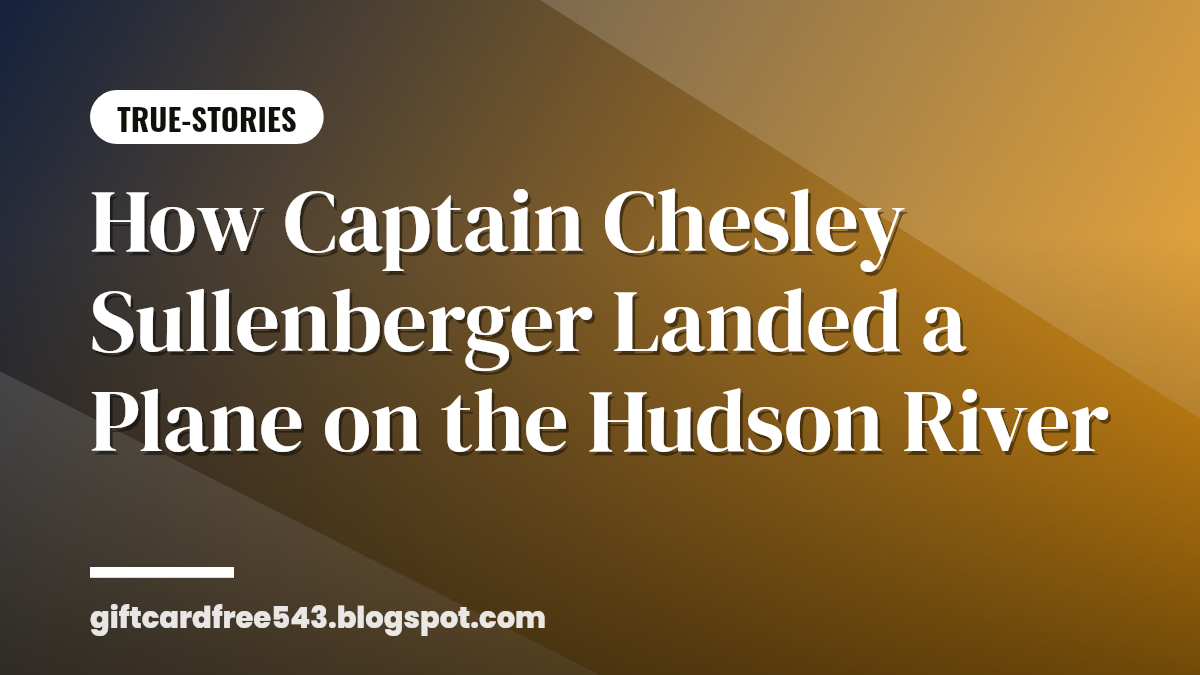 TRUE-STORIES
How Captain Chesley
Sullenberger Landed a
Plane on the Hudson River
giftcardfree543.blogspot.com